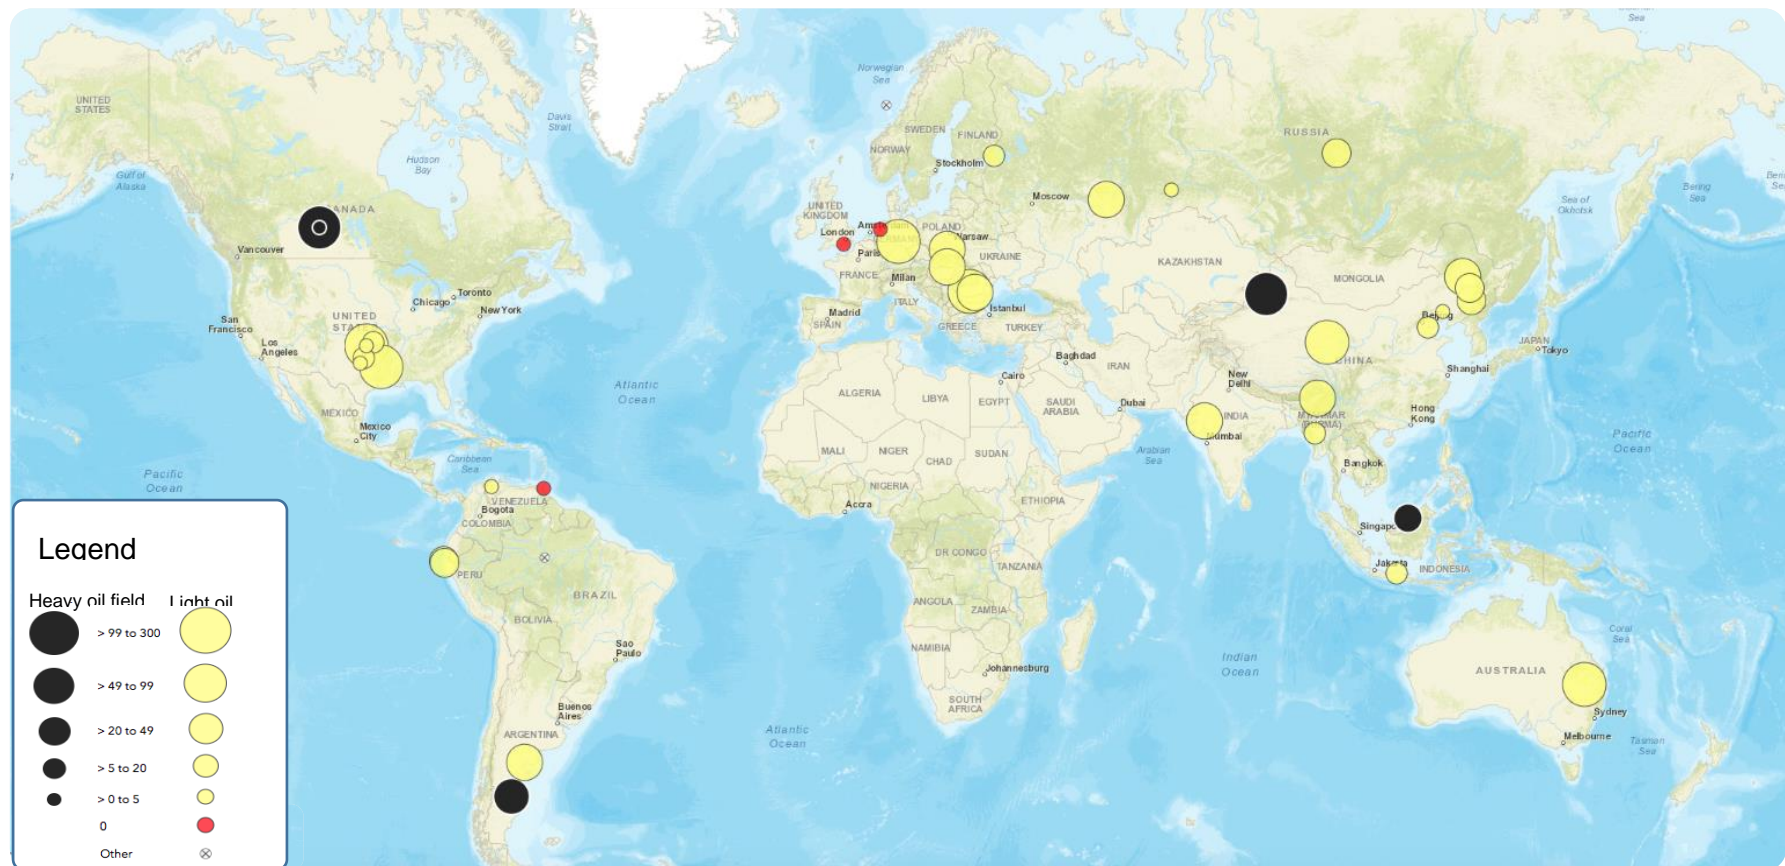 Sea
Okhotsk
Norwegian
Sea
UNITED
STATES
Davis
Strait
SWEDEN
FINLAND
RUSSIA
NORWAY
Stockholm
Hudson
Bay
Gulf of
Alaska
Bering
Sea
Moscow
Sea of
Okhotsk
UNITED
KINGDOM
ANADA
London
POLAND
Warsaw
Vancouver
Paris
UKRAINE
KAZAKHSTAN
FRANCE
Milan
MONGOLIA
Toronto
Chicago
New York
ITALY
Istanbul
UNITED
Madrid
SPAIN
GREECE
TURKEY
San
Francisco
Los
Angeles
JAPAN
Tokyo
Baghdad
IRAN
CHINA
Shanghai
Atlantic
Ocean
Cairo
New
Delhi
ALGERIA
LIBYA
EGYPT
SAUDI
ARABIA
Dubai
MEXICO
Mexico
City
INDIA
Mumbai
Hong
Kong
Pacific
Ocean
MALI
NIGER
CHAD
SUDAN
Arabian
Sea
Bangkok
Caribbean
Sea
Pacific
Ocean
NIGERIA
VENEZUELA
Bogota
COLOMBIA
Accra
ETHIOPIA
DR CONGO
TANZANIA
Jakarta
INDONESIA
PERU
BRAZIL
ANGOLA
ZAMBIA
BOLIVIA
Sao
Paulo
NAMIBIA
Johannesburg
Indian
Ocean
Coral
Sea
AUSTRALIA
SOUTH
AFRICA
Buenos
Aires
ARGENTINA
Atlantic
Ocean
Sydney
Melbourne
Tasman
Sea
Legend
Heavy oil field Light oil
> 99 to 300
> 49 to 99
> 20 to 49
> 5 to 20
> 0 to 5
0
Other